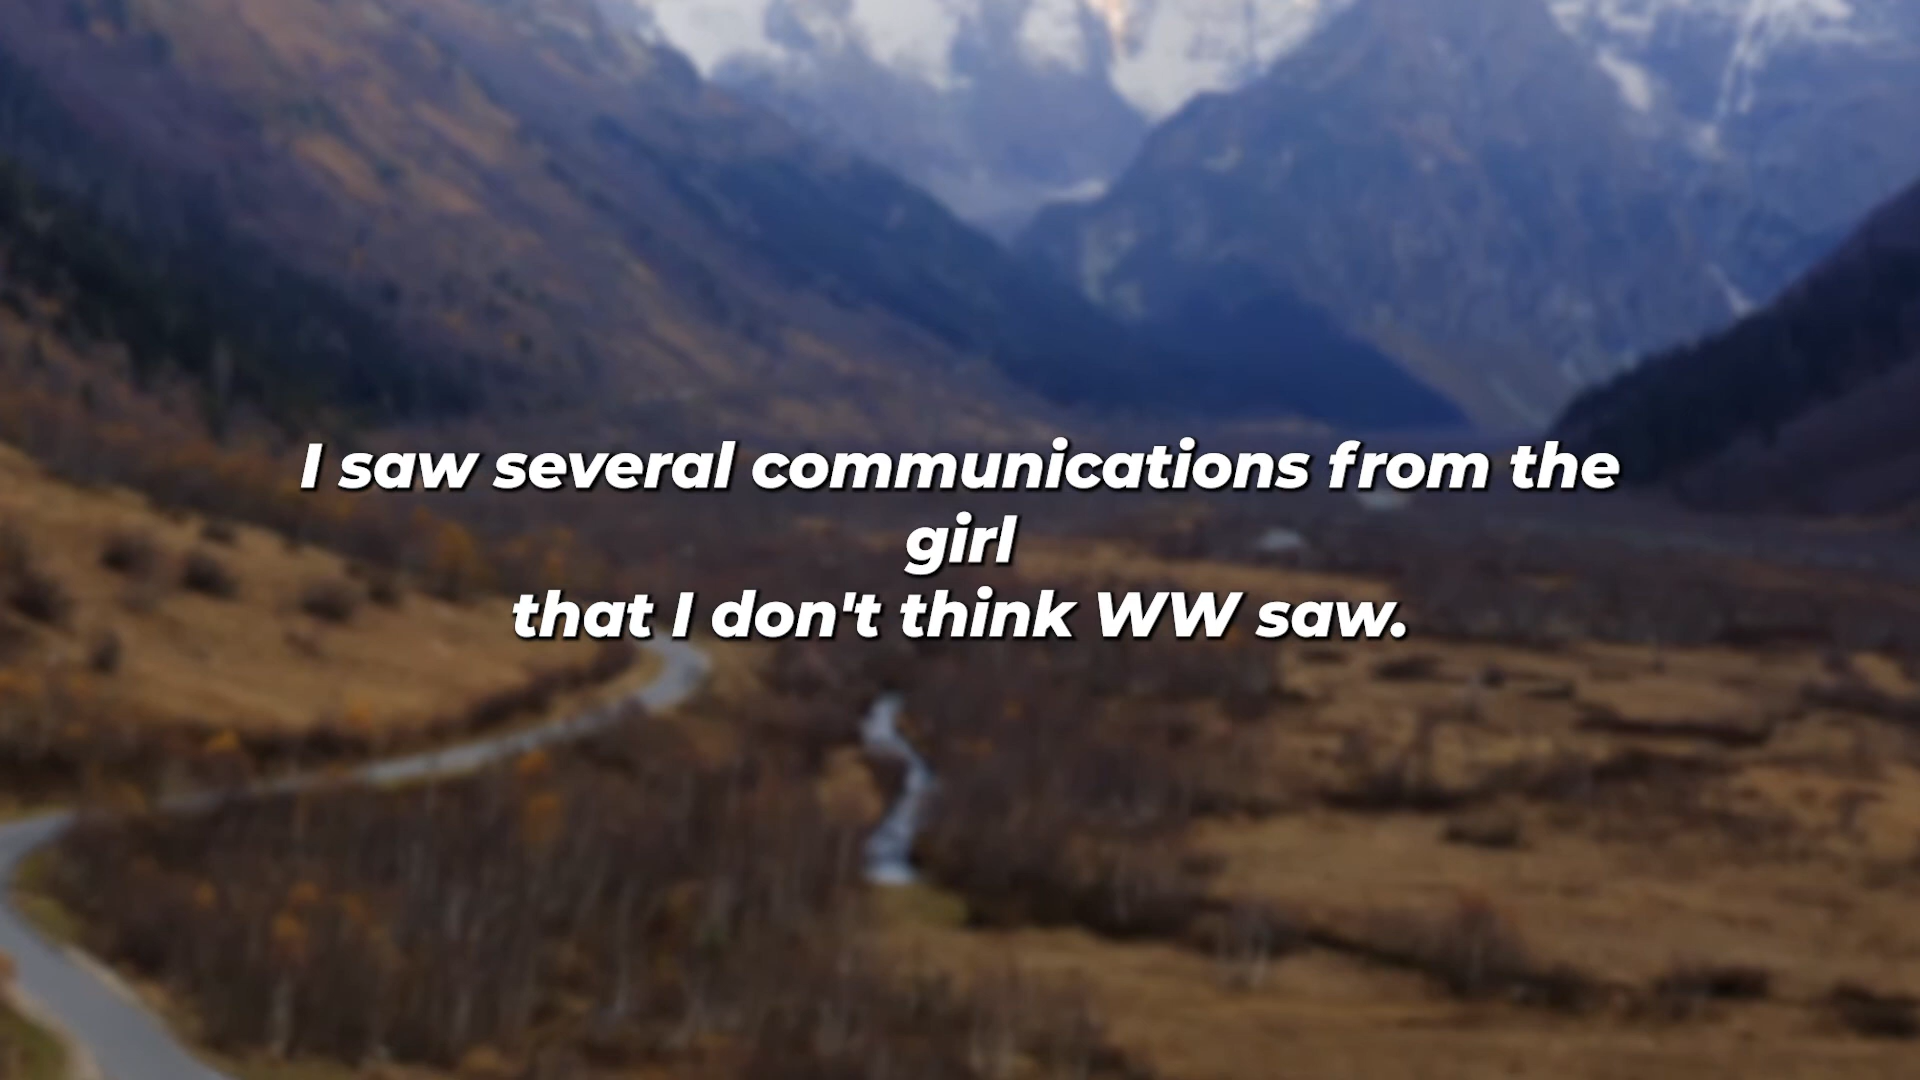 I saw several communications from the
girl
that I don't think WW saw.